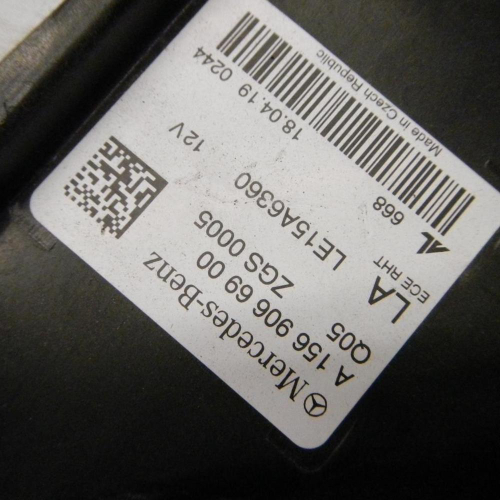 Mercedes-Benz
A 156 906 69 00
Q05 ZGS 0005
LA LE15A6360 12V
ECE RHT
AL 668 18.04.19 0244
Made in Czech Republic